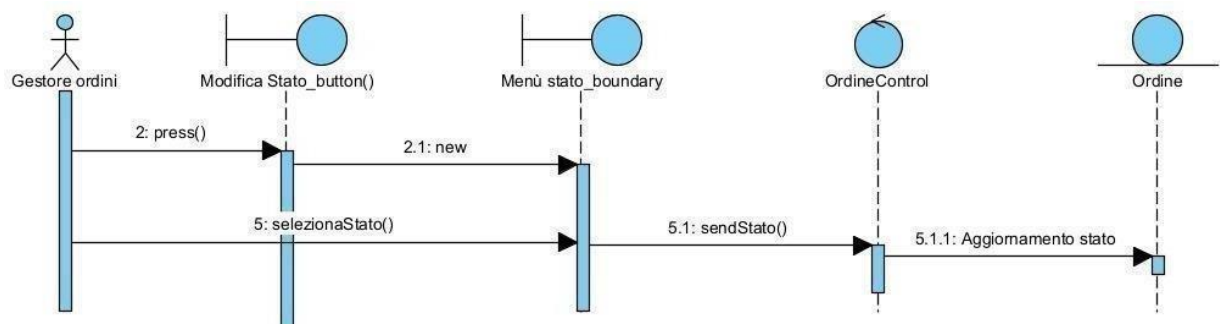 Gestore ordini
Modifica Stato_button()
Menù stato_boundary
OrdineControl
Ordine
2: press()
2.1: new
5: selezionaStato()
5.1: sendStato()
5.1.1: Aggiornamento stato